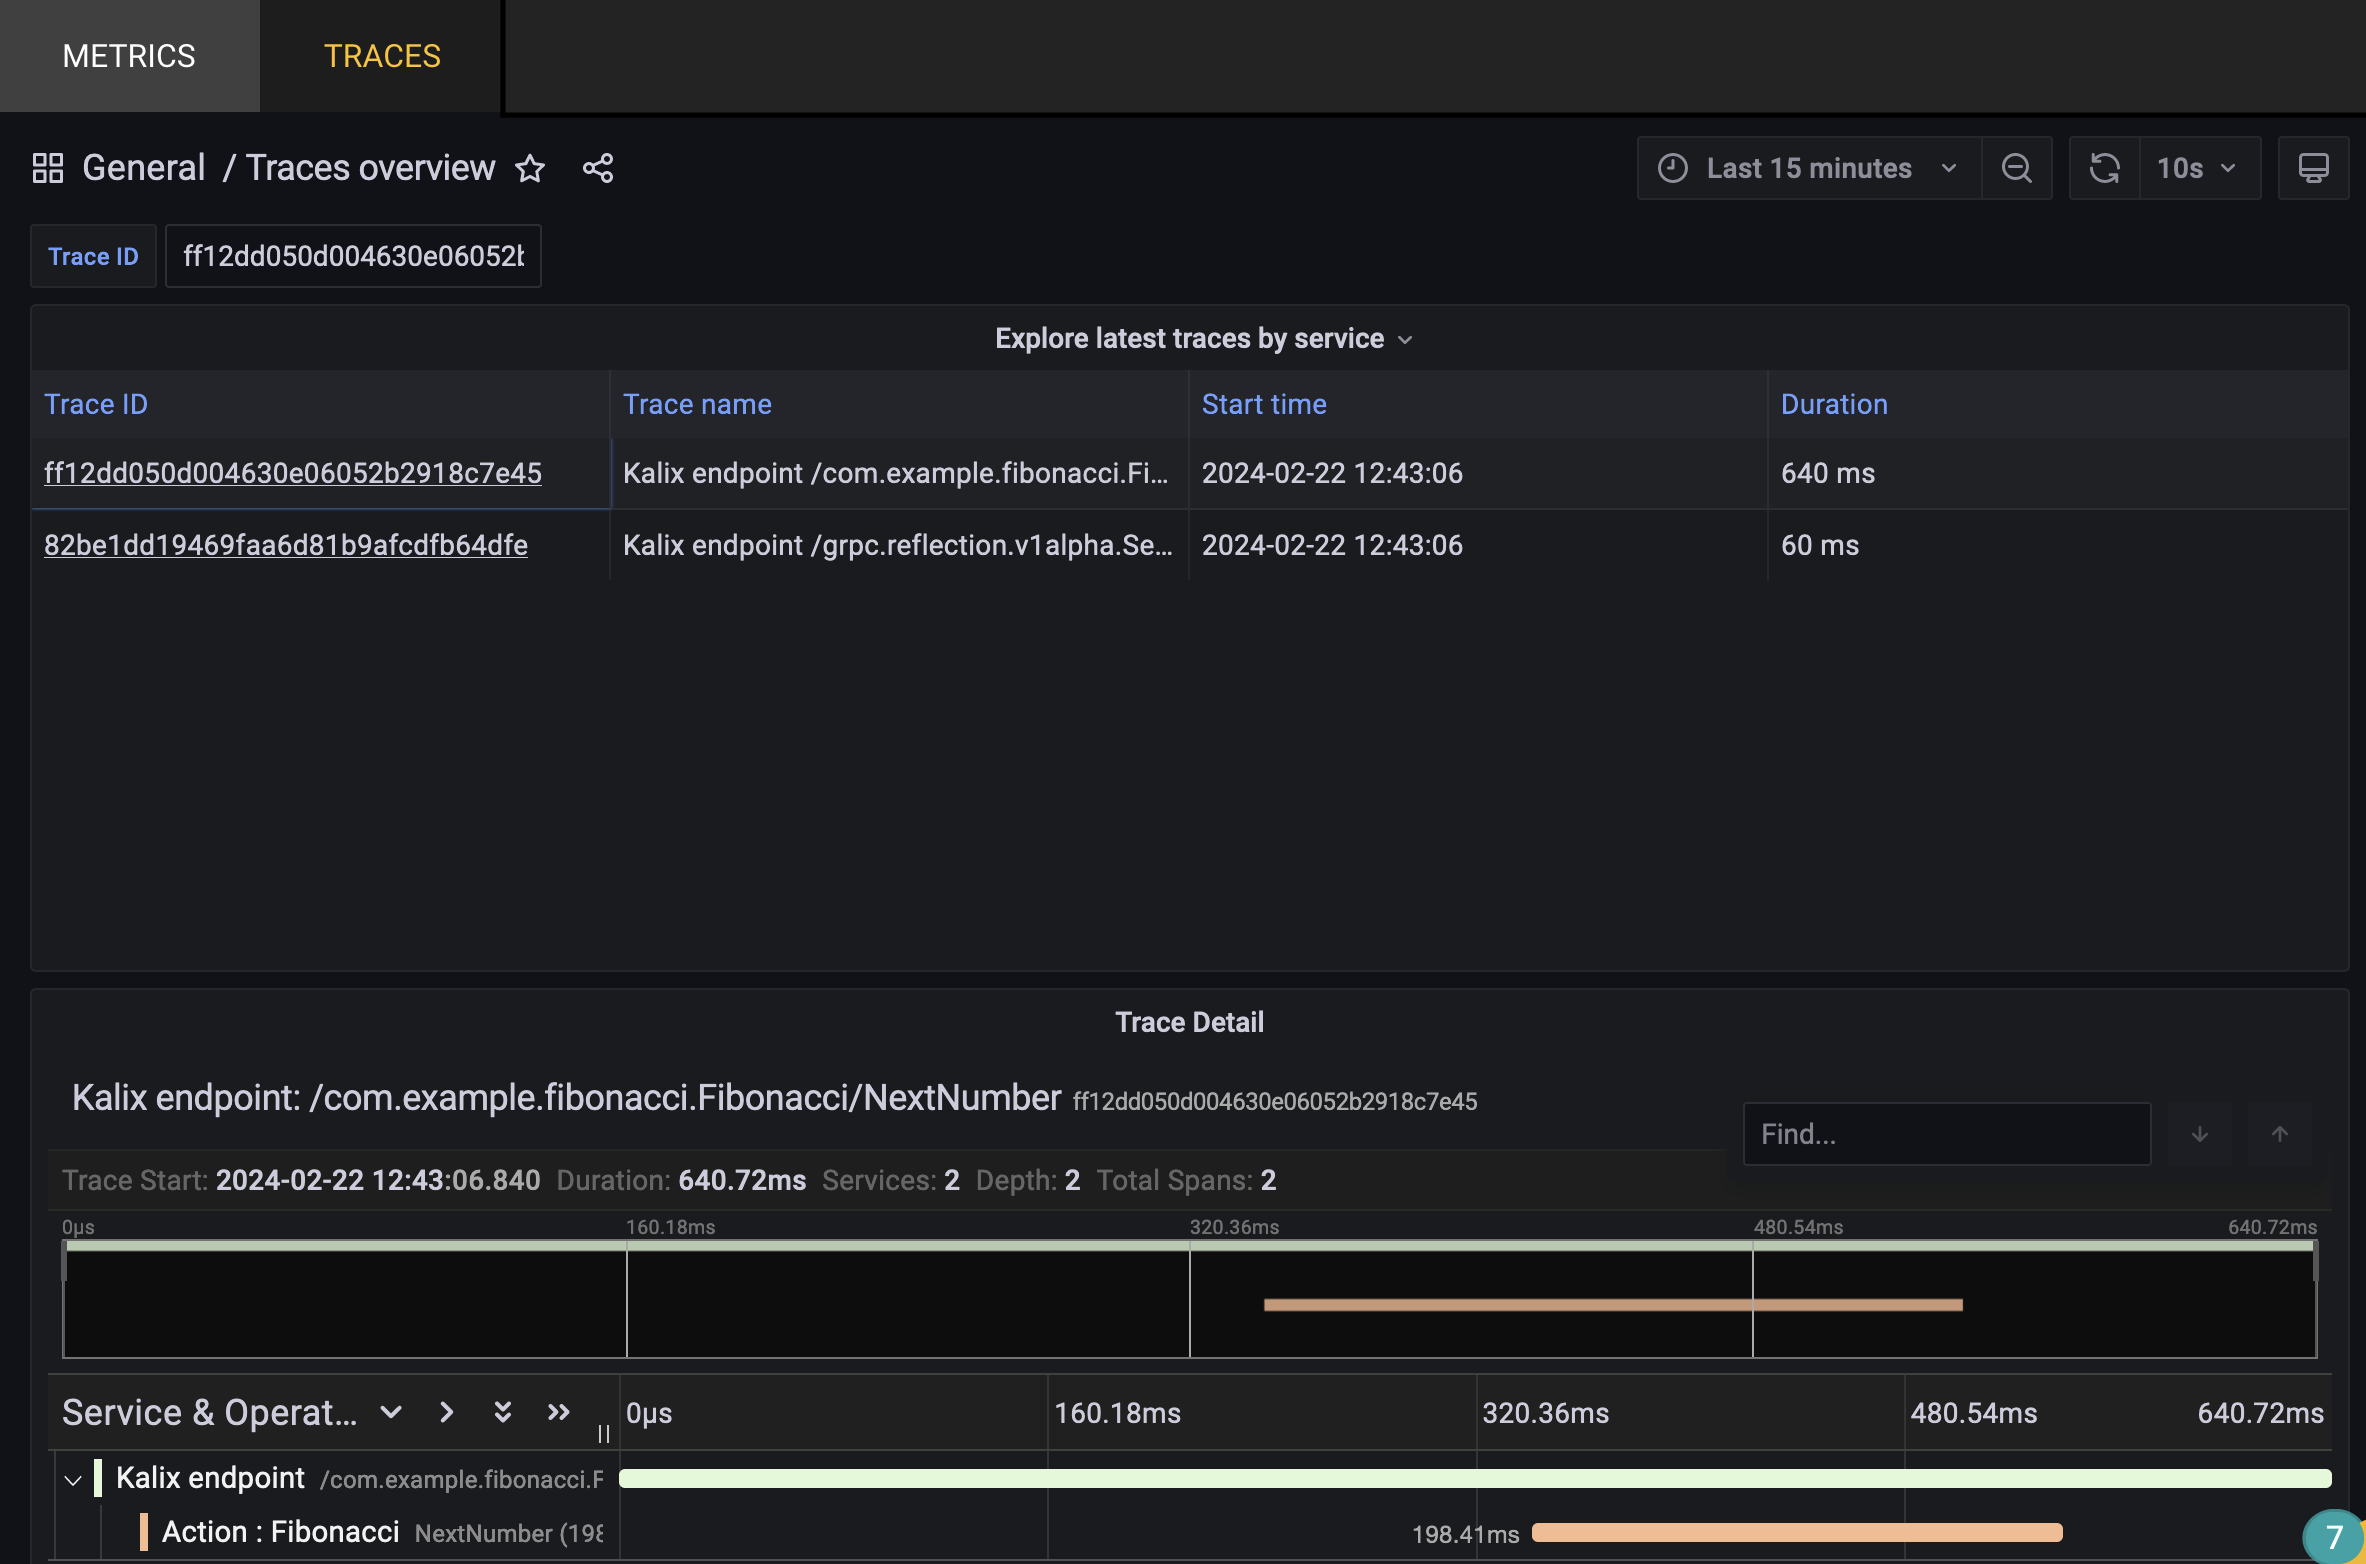 METRICS TRACES
General / Traces overview Last 15 minutes 10s
Trace ID ff12dd050d004630e06052b
Explore latest traces by service
Trace ID Trace name Start time Duration
ff12dd050d004630e06052b2918c7e45 Kalix endpoint /com.example.fibonacci.Fi... 2024-02-22 12:43:06 640 ms
82be1dd19469faa6d81b9afcdfb64dfe Kalix endpoint /grpc.reflection.v1alpha.Se... 2024-02-22 12:43:06 60 ms
Trace Detail
Kalix endpoint: /com.example.fibonacci.Fibonacci/NextNumber ff12dd050d004630e06052b2918c7e45
Find...
Trace Start: 2024-02-22 12:43:06.840 Duration: 640.72ms Services: 2 Depth: 2 Total Spans: 2
0μs 160.18ms 320.36ms 480.54ms 640.72ms
Service & Operat... 0μs 160.18ms 320.36ms 480.54ms 640.72ms
Kalix endpoint /com.example.fibonacci.F
Action : Fibonacci NextNumber (198 198.41ms
7